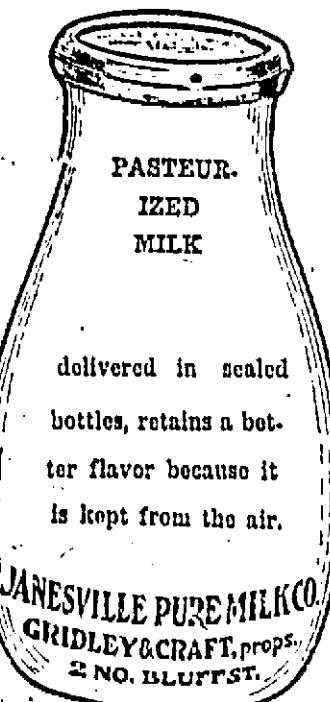 PASTEUR-
IZED
MILK
delivered in sealed
bottles, retains a bet-
ter flavor because it
is kept from the air.
JANESVILLE PURE MILK CO.
GRIDLEY & CRAFT, props.
2 NO. BLUFF ST.